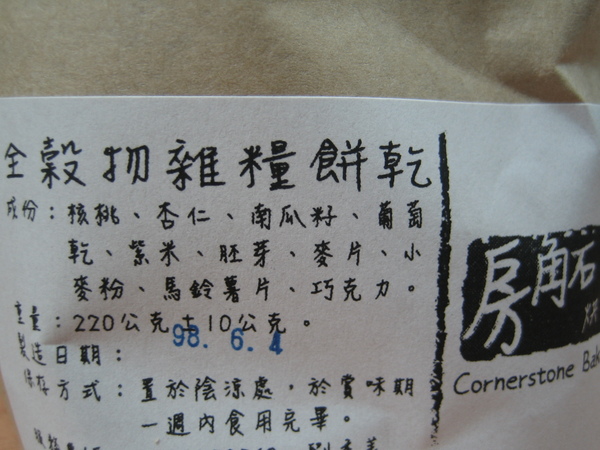 全穀物雜糧餅乾
成份：核桃、杏仁、南瓜籽、葡萄
乾、紫米、胚芽、麥片、小
麥粉、馬鈴薯片、巧克力。
重量：220公克±10公克。
製造日期：98. 6. 4
保存方式：置於陰涼處，於賞味期
一週內食用完畢。
房角石
Cornerstone